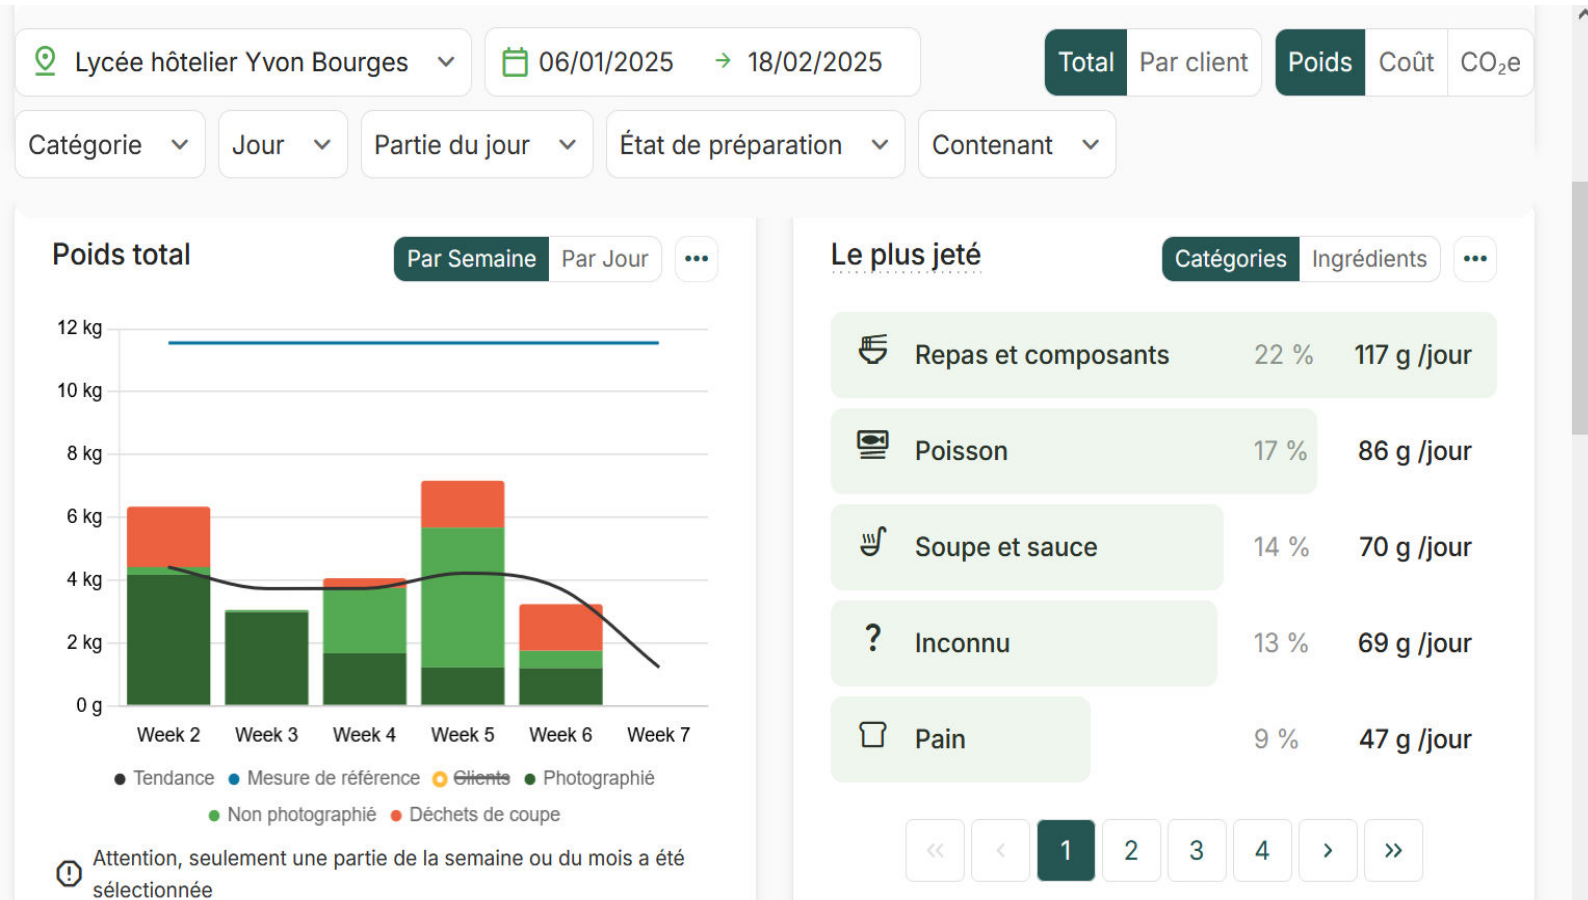 Lycée hôtelier Yvon Bourges
06/01/2025 → 18/02/2025
Total Par client
Poids Coût CO₂e
Catégorie
Jour
Partie du jour
État de préparation
Contenant
Poids total
Par Semaine Par Jour
12 kg
10 kg
8 kg
6 kg
4 kg
2 kg
0 g
Week 2 Week 3 Week 4 Week 5 Week 6 Week 7
Tendance Mesure de référence Clients Photographié
Non photographié Déchets de coupe
Attention, seulement une partie de la semaine ou du mois a été
sélectionnée
Le plus jeté
Catégories Ingrédients
Repas et composants 22 % 117 g /jour
Poisson 17 % 86 g /jour
Soupe et sauce 14 % 70 g /jour
? Inconnu 13 % 69 g /jour
Pain 9 % 47 g /jour
« ‹ 1 2 3 4 › »